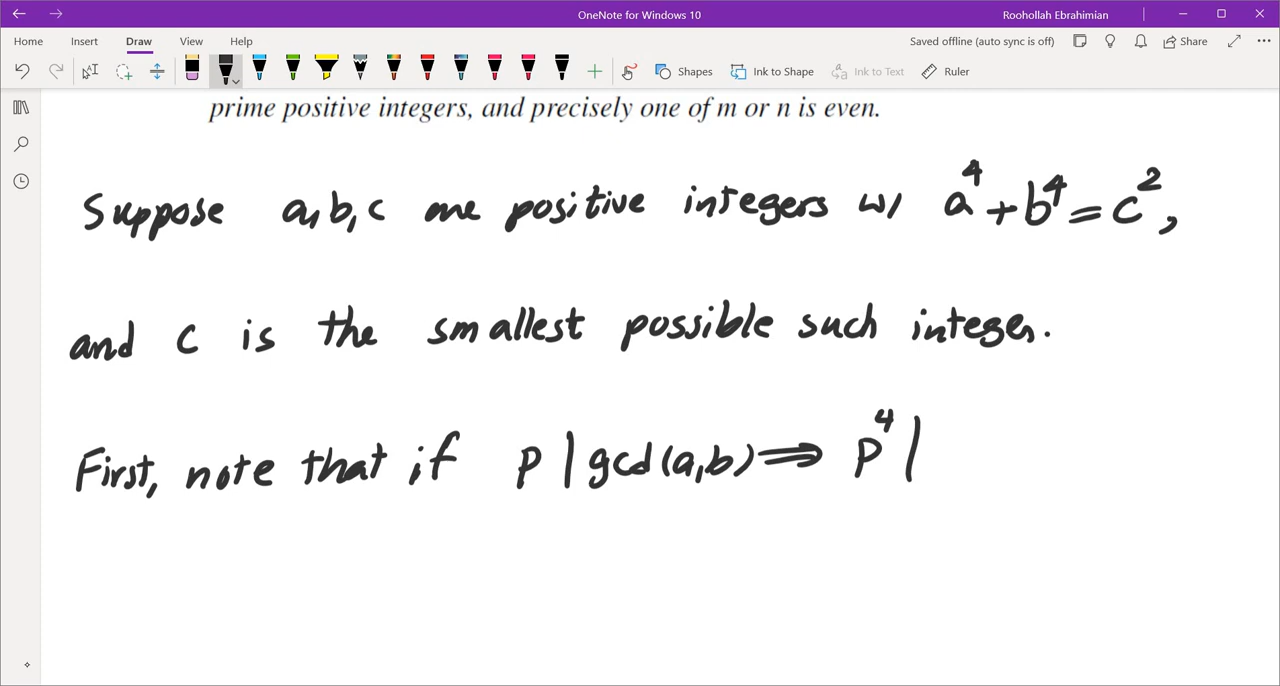 OneNote for Windows 10
Roohollah Ebrahimian
Home Insert Draw View Help
Saved offline (auto sync is off) Share
Shapes Ink to Shape Ink to Text Ruler
prime positive integers, and precisely one of m or n is even.
Suppose a, b, c are positive integers w/ a⁴ + b⁴ = c²,
and c is the smallest possible such integer.
First, note that if p | gcd(a,b) ⟹ p⁴ |